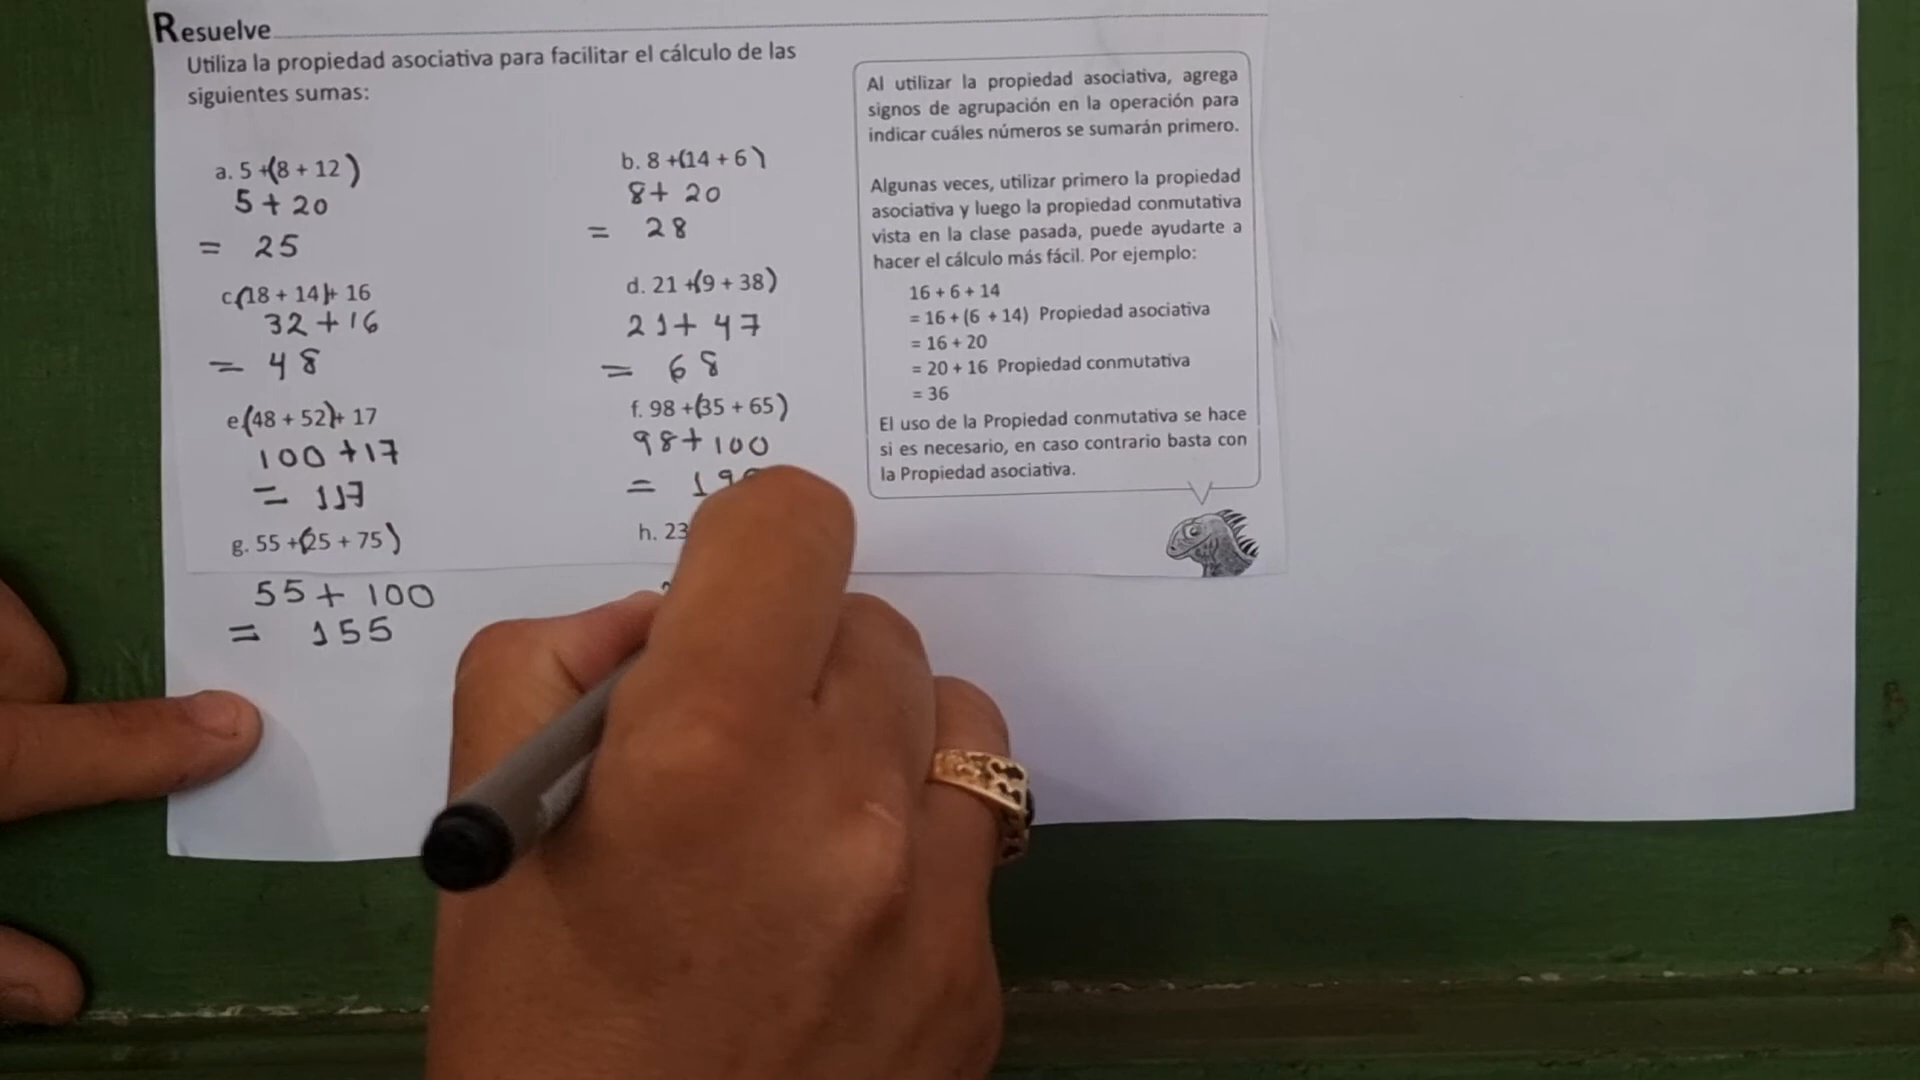 Resuelve
Utiliza la propiedad asociativa para facilitar el cálculo de las
siguientes sumas:
a. 5 +(8 + 12)
5 + 20
= 25
b. 8 +(14 + 6)
8 + 20
= 28
c.(18 + 14)+ 16
32 + 16
= 48
d. 21 +(9 + 38)
21 + 47
= 68
e.(48 + 52)+ 17
100 + 17
= 117
f. 98 +(35 + 65)
98 + 100
= 19
g. 55 +(25 + 75)
55 + 100
= 155
h. 23
Al utilizar la propiedad asociativa, agrega
signos de agrupación en la operación para
indicar cuáles números se sumarán primero.
Algunas veces, utilizar primero la propiedad
asociativa y luego la propiedad conmutativa
vista en la clase pasada, puede ayudarte a
hacer el cálculo más fácil. Por ejemplo:
16 + 6 + 14
= 16 + (6 + 14) Propiedad asociativa
= 16 + 20
= 20 + 16 Propiedad conmutativa
= 36
El uso de la Propiedad conmutativa se hace
si es necesario, en caso contrario basta con
la Propiedad asociativa.